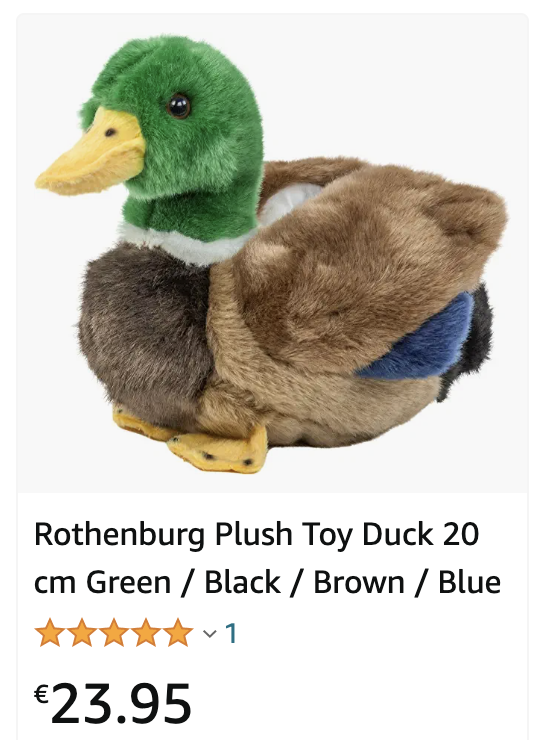 Rothenburg Plush Toy Duck 20
cm Green / Black / Brown / Blue
1
€23.95